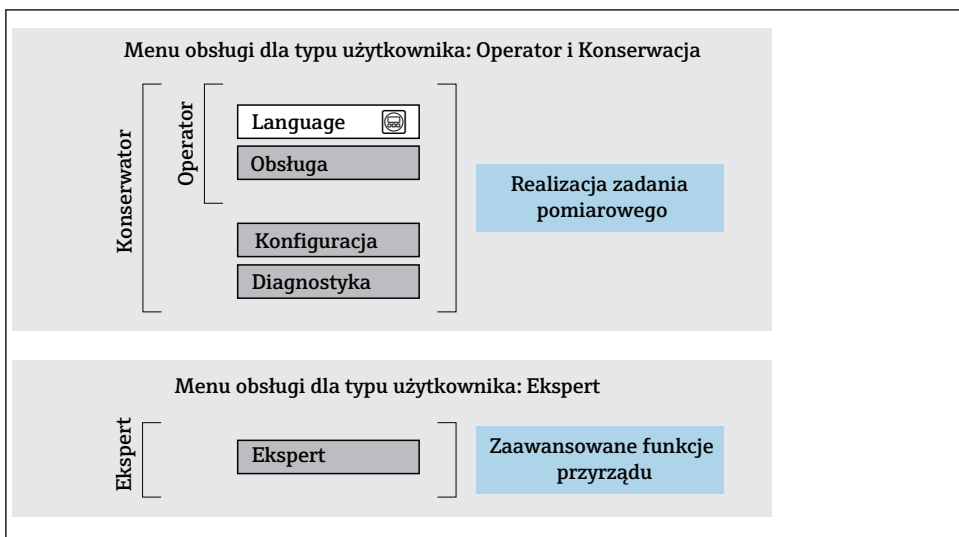 Menu obsługi dla typu użytkownika: Operator i Konserwacja
Konserwator
Operator
Language
Obsługa
Konfiguracja
Diagnostyka
Realizacja zadania
pomiarowego
Menu obsługi dla typu użytkownika: Ekspert
Ekspert
Ekspert
Zaawansowane funkcje
przyrządu